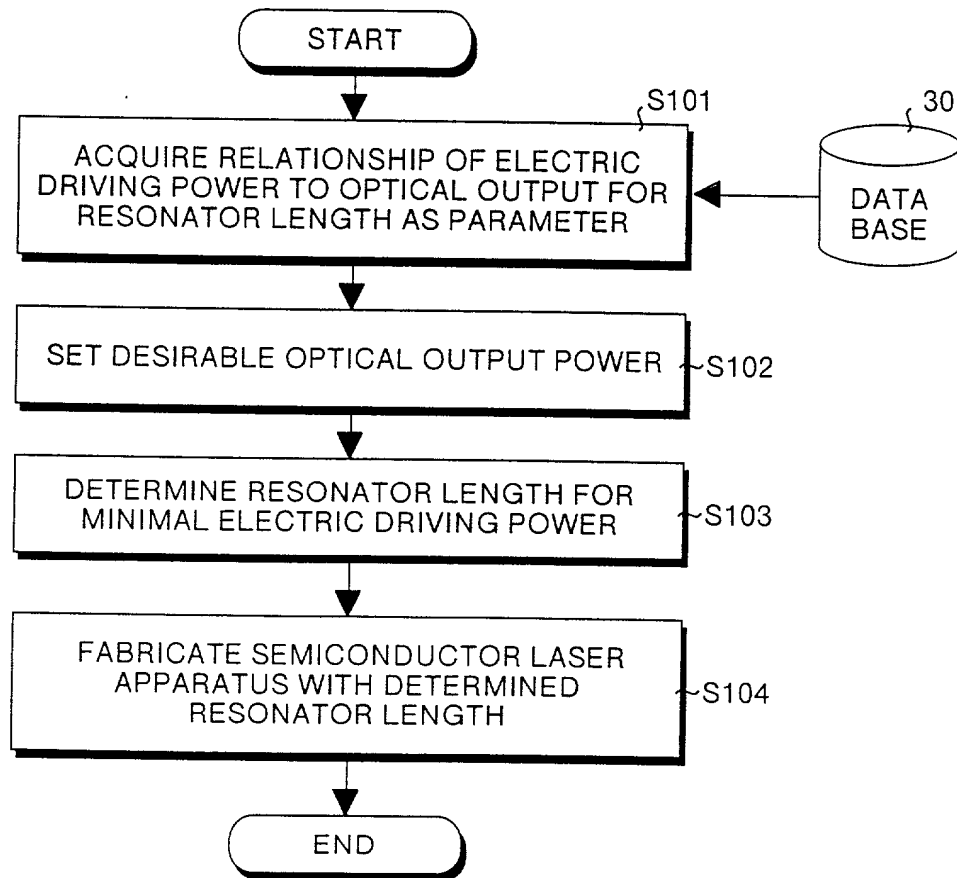 START
S101
30
ACQUIRE RELATIONSHIP OF ELECTRIC
DRIVING POWER TO OPTICAL OUTPUT FOR
RESONATOR LENGTH AS PARAMETER
DATA
BASE
SET DESIRABLE OPTICAL OUTPUT POWER
S102
DETERMINE RESONATOR LENGTH FOR
MINIMAL ELECTRIC DRIVING POWER
S103
FABRICATE SEMICONDUCTOR LASER
APPARATUS WITH DETERMINED
RESONATOR LENGTH
S104
END